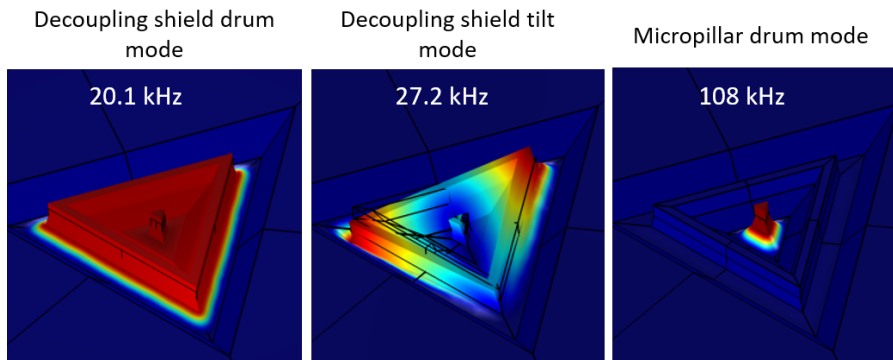 Decoupling shield drum
mode
Decoupling shield tilt
mode
Micropillar drum mode
20.1 kHz
27.2 kHz
108 kHz